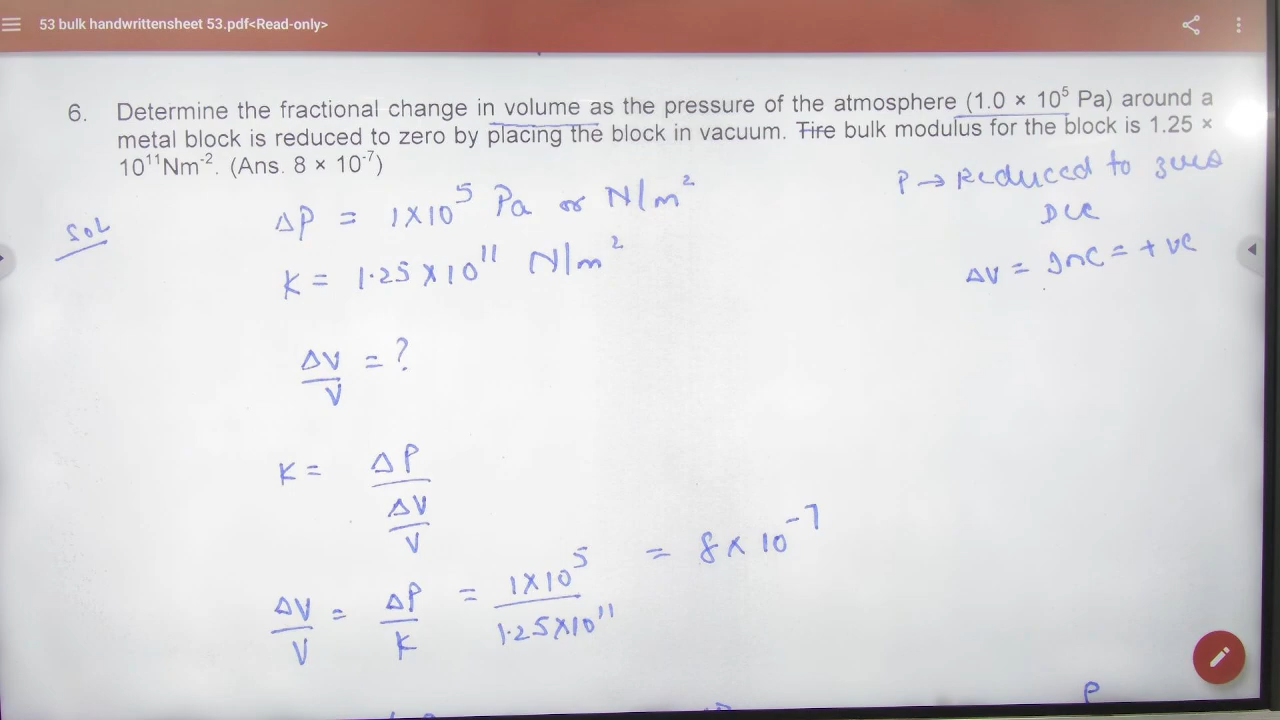 53 bulk handwrittensheet 53.pdf<Read-only>
6. Determine the fractional change in volume as the pressure of the atmosphere (1.0 × 10⁵ Pa) around a
metal block is reduced to zero by placing the block in vacuum. Tire bulk modulus for the block is 1.25 ×
10¹¹Nm⁻². (Ans. 8 × 10⁻⁷)
P → Reduced to zero
Dec
ΔV = Inc = + ve
Sol
ΔP = 1×10⁵ Pa or N/m²
K = 1.25 × 10¹¹ N/m²
ΔV/V = ?
K = ΔP/(ΔV/V)
ΔV/V = ΔP/K = 1×10⁵/1.25×10¹¹ = 8 × 10⁻⁷
P